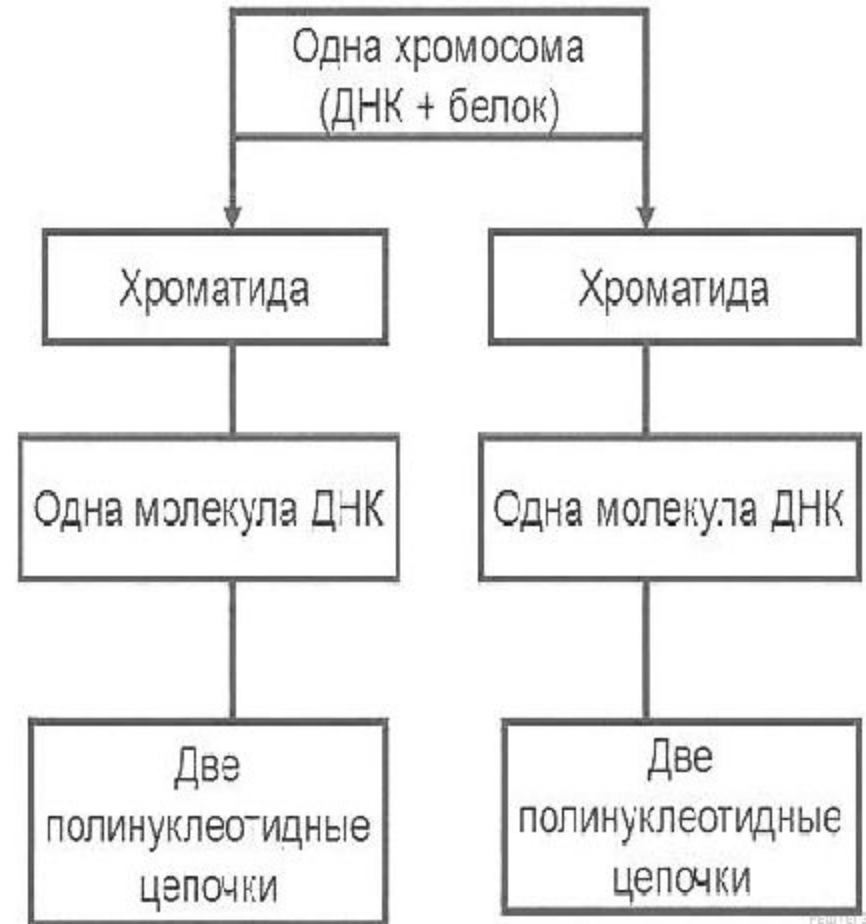 Одна хромосома
(ДНК + белок)
Хроматида
Хроматида
Одна молекула ДНК
Одна молекула ДНК
Две
полинуклеотидные
цепочки
Две
полинуклеотидные
цепочки